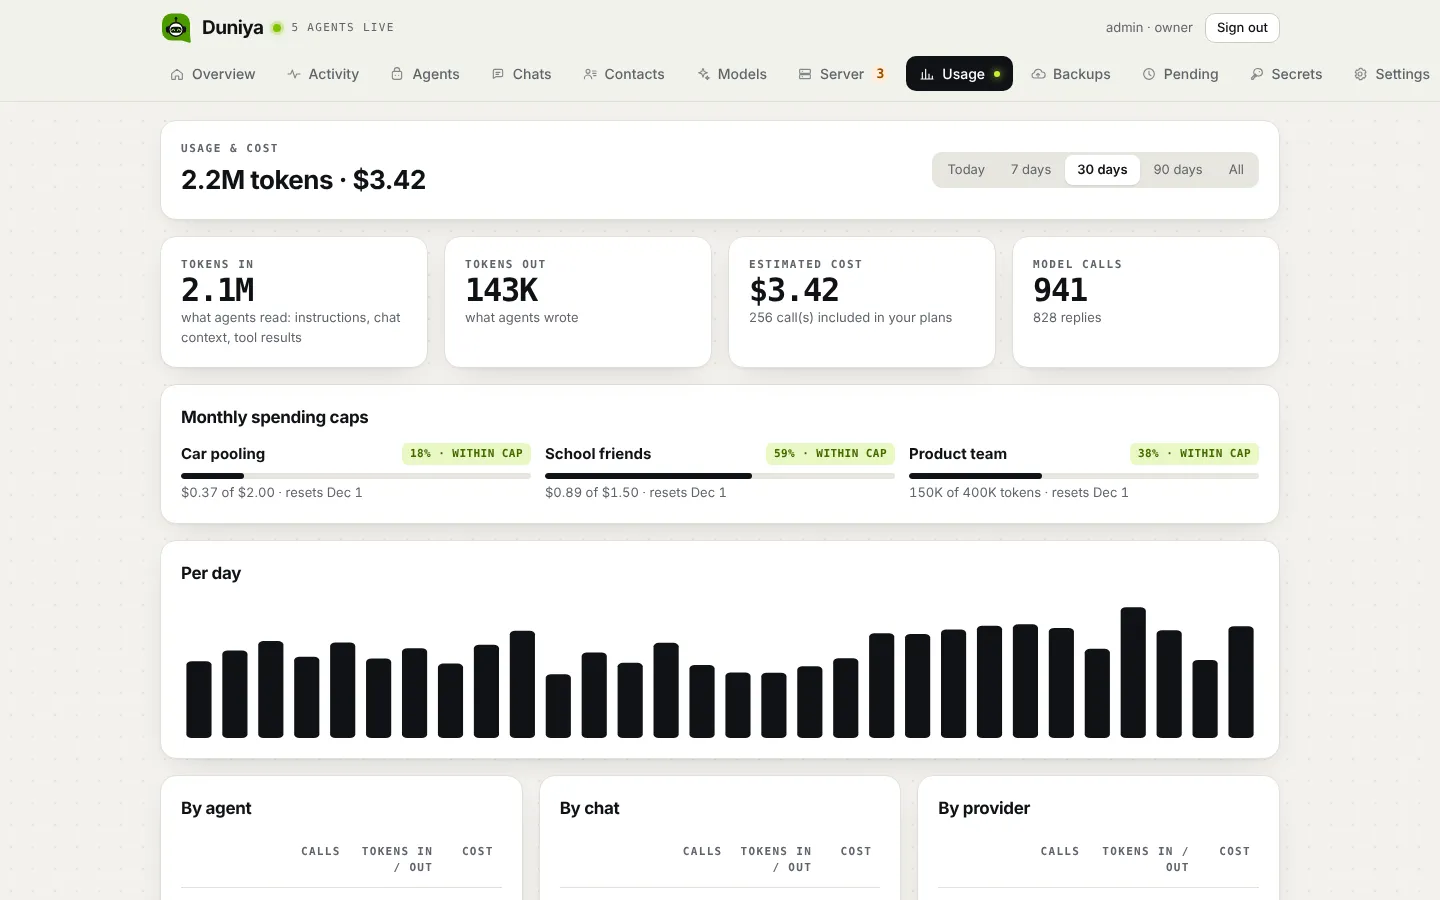 Duniya
5 AGENTS LIVE
admin · owner
Sign out
Overview
Activity
Agents
Chats
Contacts
Models
Server 3
Usage
Backups
Pending
Secrets
Settings
USAGE & COST
2.2M tokens · $3.42
Today
7 days
30 days
90 days
All
TOKENS IN
2.1M
what agents read: instructions, chat
context, tool results
TOKENS OUT
143K
what agents wrote
ESTIMATED COST
$3.42
256 call(s) included in your plans
MODEL CALLS
941
828 replies
Monthly spending caps
Car pooling
18% · WITHIN CAP
$0.37 of $2.00 · resets Dec 1
School friends
59% · WITHIN CAP
$0.89 of $1.50 · resets Dec 1
Product team
38% · WITHIN CAP
150K of 400K tokens · resets Dec 1
Per day
By agent
CALLS
TOKENS IN
/ OUT
COST
By chat
CALLS
TOKENS IN
/ OUT
COST
By provider
CALLS
TOKENS IN /
OUT
COST